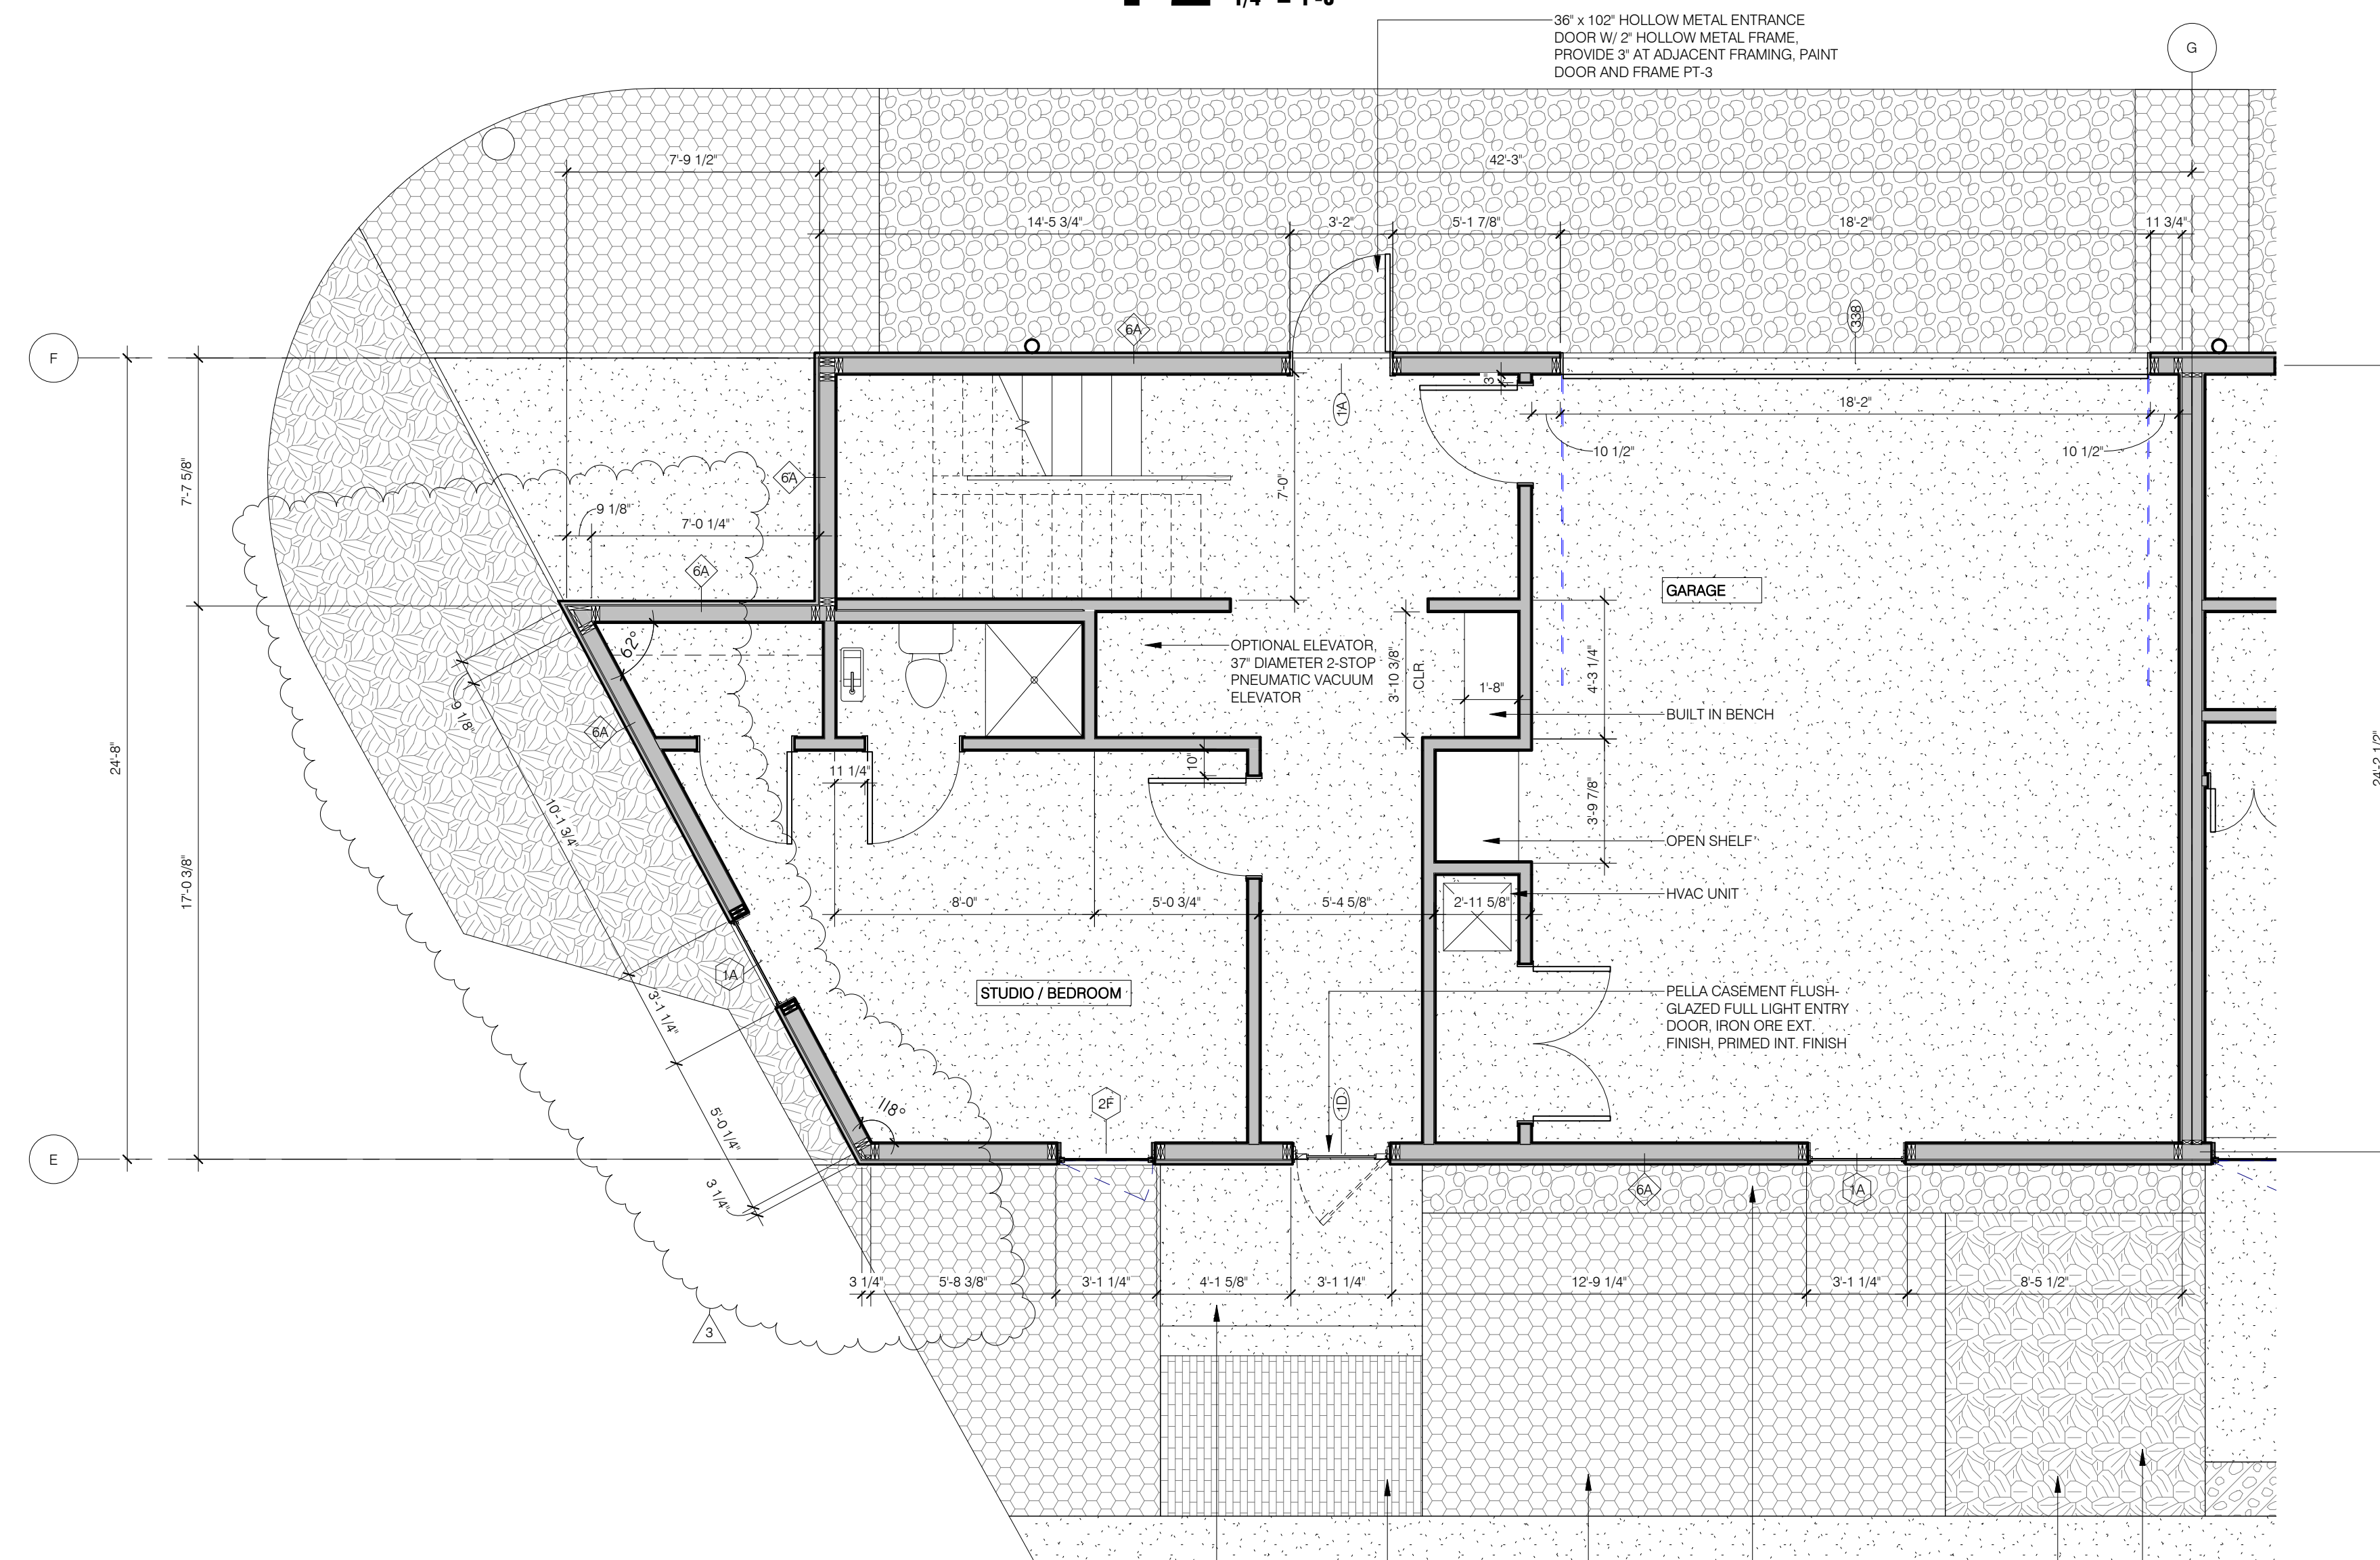 36" x 102" HOLLOW METAL ENTRANCE
DOOR W/ 2" HOLLOW METAL FRAME,
PROVIDE 3" AT ADJACENT FRAMING, PAINT
DOOR AND FRAME PT-3
G
7'-9 1/2"
42'-3"
14'-5 3/4"
3'-2"
5'-1 7/8"
18'-2"
11 3/4"
338
6A
F
1A
3"
18'-2"
10 1/2"
10 1/2"
7'-7 5/8"
6A
7'-0"
9 1/8"
7'-0 1/4"
6A
GARAGE
62°
OPTIONAL ELEVATOR,
37" DIAMETER 2-STOP
PNEUMATIC VACUUM
ELEVATOR
3'-10 3/8"
CLR.
4'-3 1/4"
1'-8"
9 1/8"
6A
BUILT IN BENCH
24'-8"
24'-2 1/2"
10"
11 1/4"
3'-9 7/8"
10'-1 3/4"
OPEN SHELF
17'-0 3/8"
HVAC UNIT
8'-0"
5'-0 3/4"
5'-4 5/8"
2'-11 5/8"
1A
STUDIO / BEDROOM
3'-1 1/4"
PELLA CASEMENT FLUSH-
GLAZED FULL LIGHT ENTRY
DOOR, IRON ORE EXT.
FINISH, PRIMED INT. FINISH
118°
2F
1D
5'-0 1/4"
E
3 1/4"
6A
1A
3 1/4"
5'-8 3/8"
3'-1 1/4"
4'-1 5/8"
3'-1 1/4"
12'-9 1/4"
3'-1 1/4"
8'-5 1/2"
3